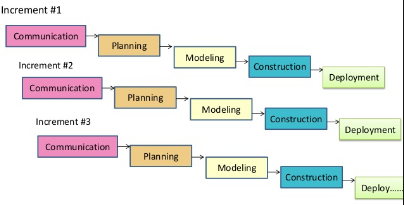 Increment #1
Communication
Planning
Modeling
Construction
Deployment
Increment #2
Communication
Planning
Modeling
Construction
Deployment
Increment #3
Communication
Planning
Modeling
Construction
Deploy......